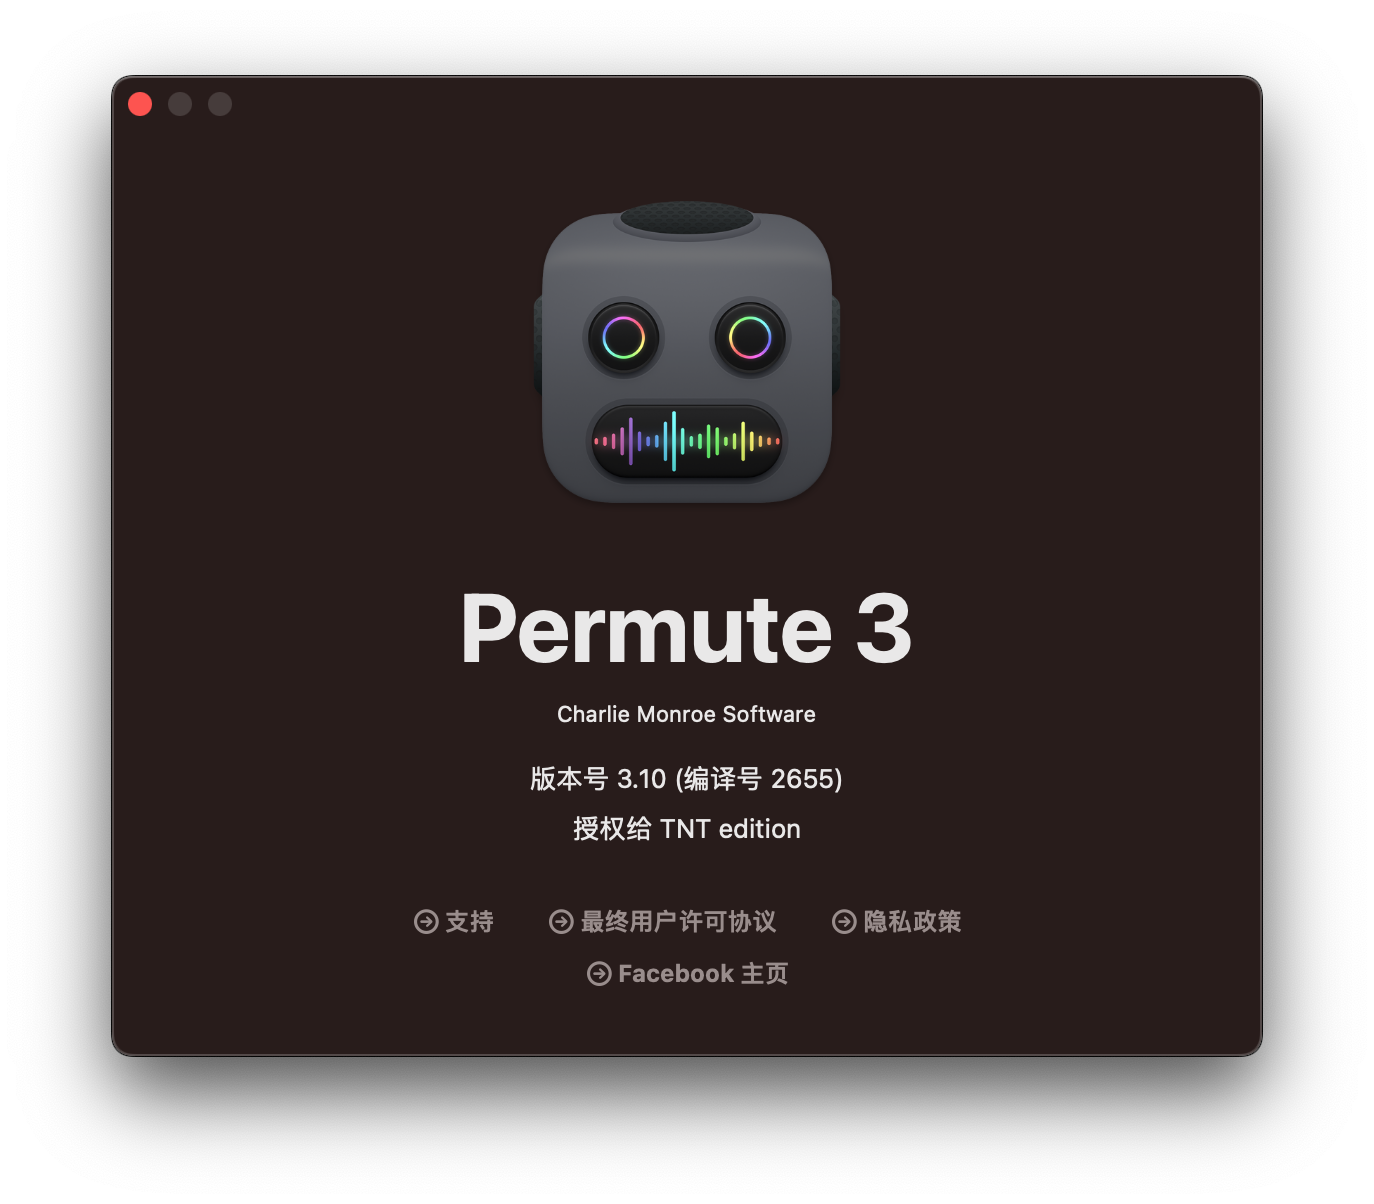 Permute 3
Charlie Monroe Software
版本号 3.10 (编译号 2655)
授权给 TNT edition
支持 最终用户许可协议 隐私政策
Facebook 主页